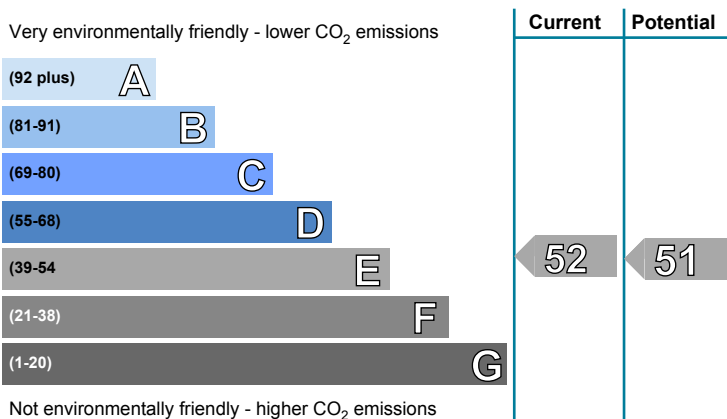 Very environmentally friendly - lower CO2 emissions
Current Potential
(92 plus) A
(81-91) B
(69-80) C
(55-68) D
(39-54 E
52 51
(21-38) F
(1-20) G
Not environmentally friendly - higher CO2 emissions